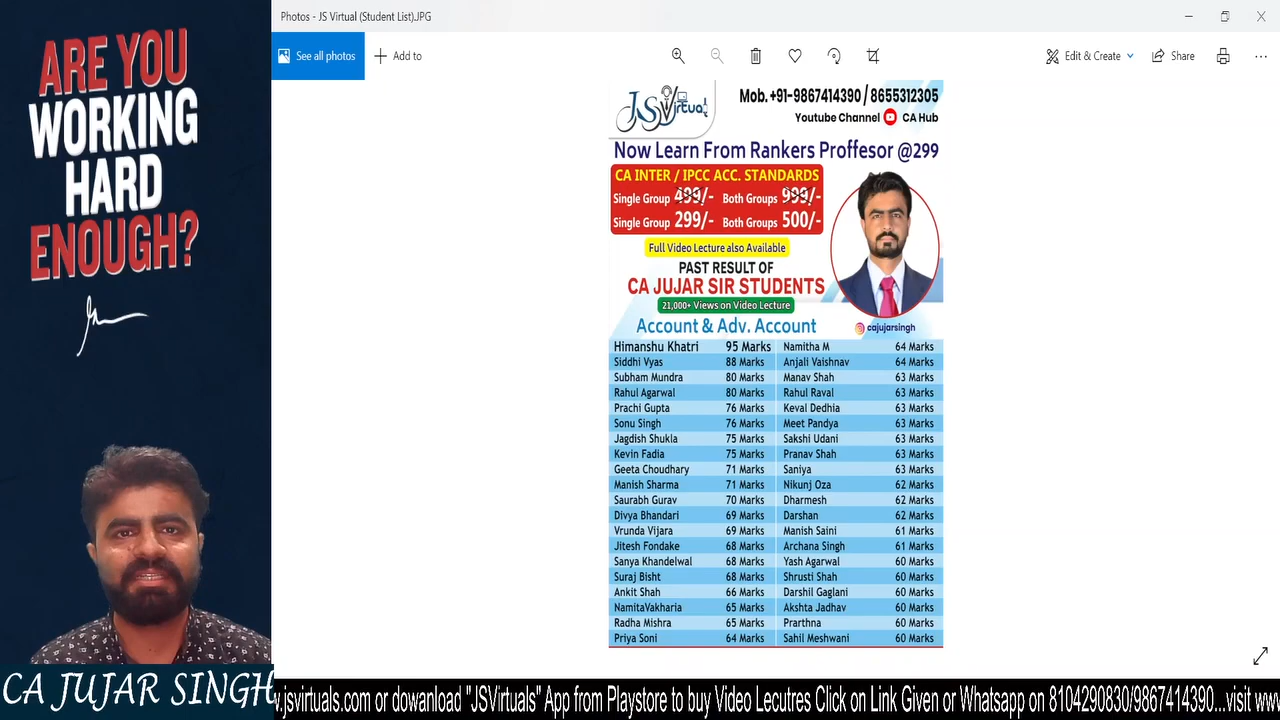 ARE YOU
WORKING
HARD
ENOUGH?
CA JUJAR SINGH
Photos - JS Virtual (Student List).JPG
See all photos
Add to
Edit & Create
Share
JSVirtual
Mob. +91-9867414390 / 8655312305
Youtube Channel CA Hub
Now Learn From Rankers Proffesor @299
CA INTER / IPCC ACC. STANDARDS
Single Group 499/- Both Groups 999/-
Single Group 299/- Both Groups 500/-
Full Video Lecture also Available
PAST RESULT OF
CA JUJAR SIR STUDENTS
21,000+ Views on Video Lecture
Account & Adv. Account
cajujarsingh
Himanshu Khatri 95 Marks Namitha M 64 Marks
Siddhi Vyas 88 Marks Anjali Vaishnav 64 Marks
Subham Mundra 80 Marks Manav Shah 63 Marks
Rahul Agarwal 80 Marks Rahul Raval 63 Marks
Prachi Gupta 76 Marks Keval Dedhia 63 Marks
Sonu Singh 76 Marks Meet Pandya 63 Marks
Jagdish Shukla 75 Marks Sakshi Udani 63 Marks
Kevin Fadia 75 Marks Pranav Shah 63 Marks
Geeta Choudhary 71 Marks Saniya 63 Marks
Manish Sharma 71 Marks Nikunj Oza 62 Marks
Saurabh Gurav 70 Marks Dharmesh 62 Marks
Divya Bhandari 69 Marks Darshan 62 Marks
Vrunda Vijara 69 Marks Manish Saini 61 Marks
Jitesh Fondake 68 Marks Archana Singh 61 Marks
Sanya Khandelwal 68 Marks Yash Agarwal 60 Marks
Suraj Bisht 68 Marks Shrusti Shah 60 Marks
Ankit Shah 66 Marks Darshil Gaglani 60 Marks
NamitaVakharia 65 Marks Akshta Jadhav 60 Marks
Radha Mishra 65 Marks Prarthna 60 Marks
Priya Soni 64 Marks Sahil Meshwani 60 Marks
.jsvirtuals.com or dowanload " JSVirtuals" App from Playstore to buy Video Lecutres Click on Link Given or Whatsapp on 8104290830/9867414390...visit www